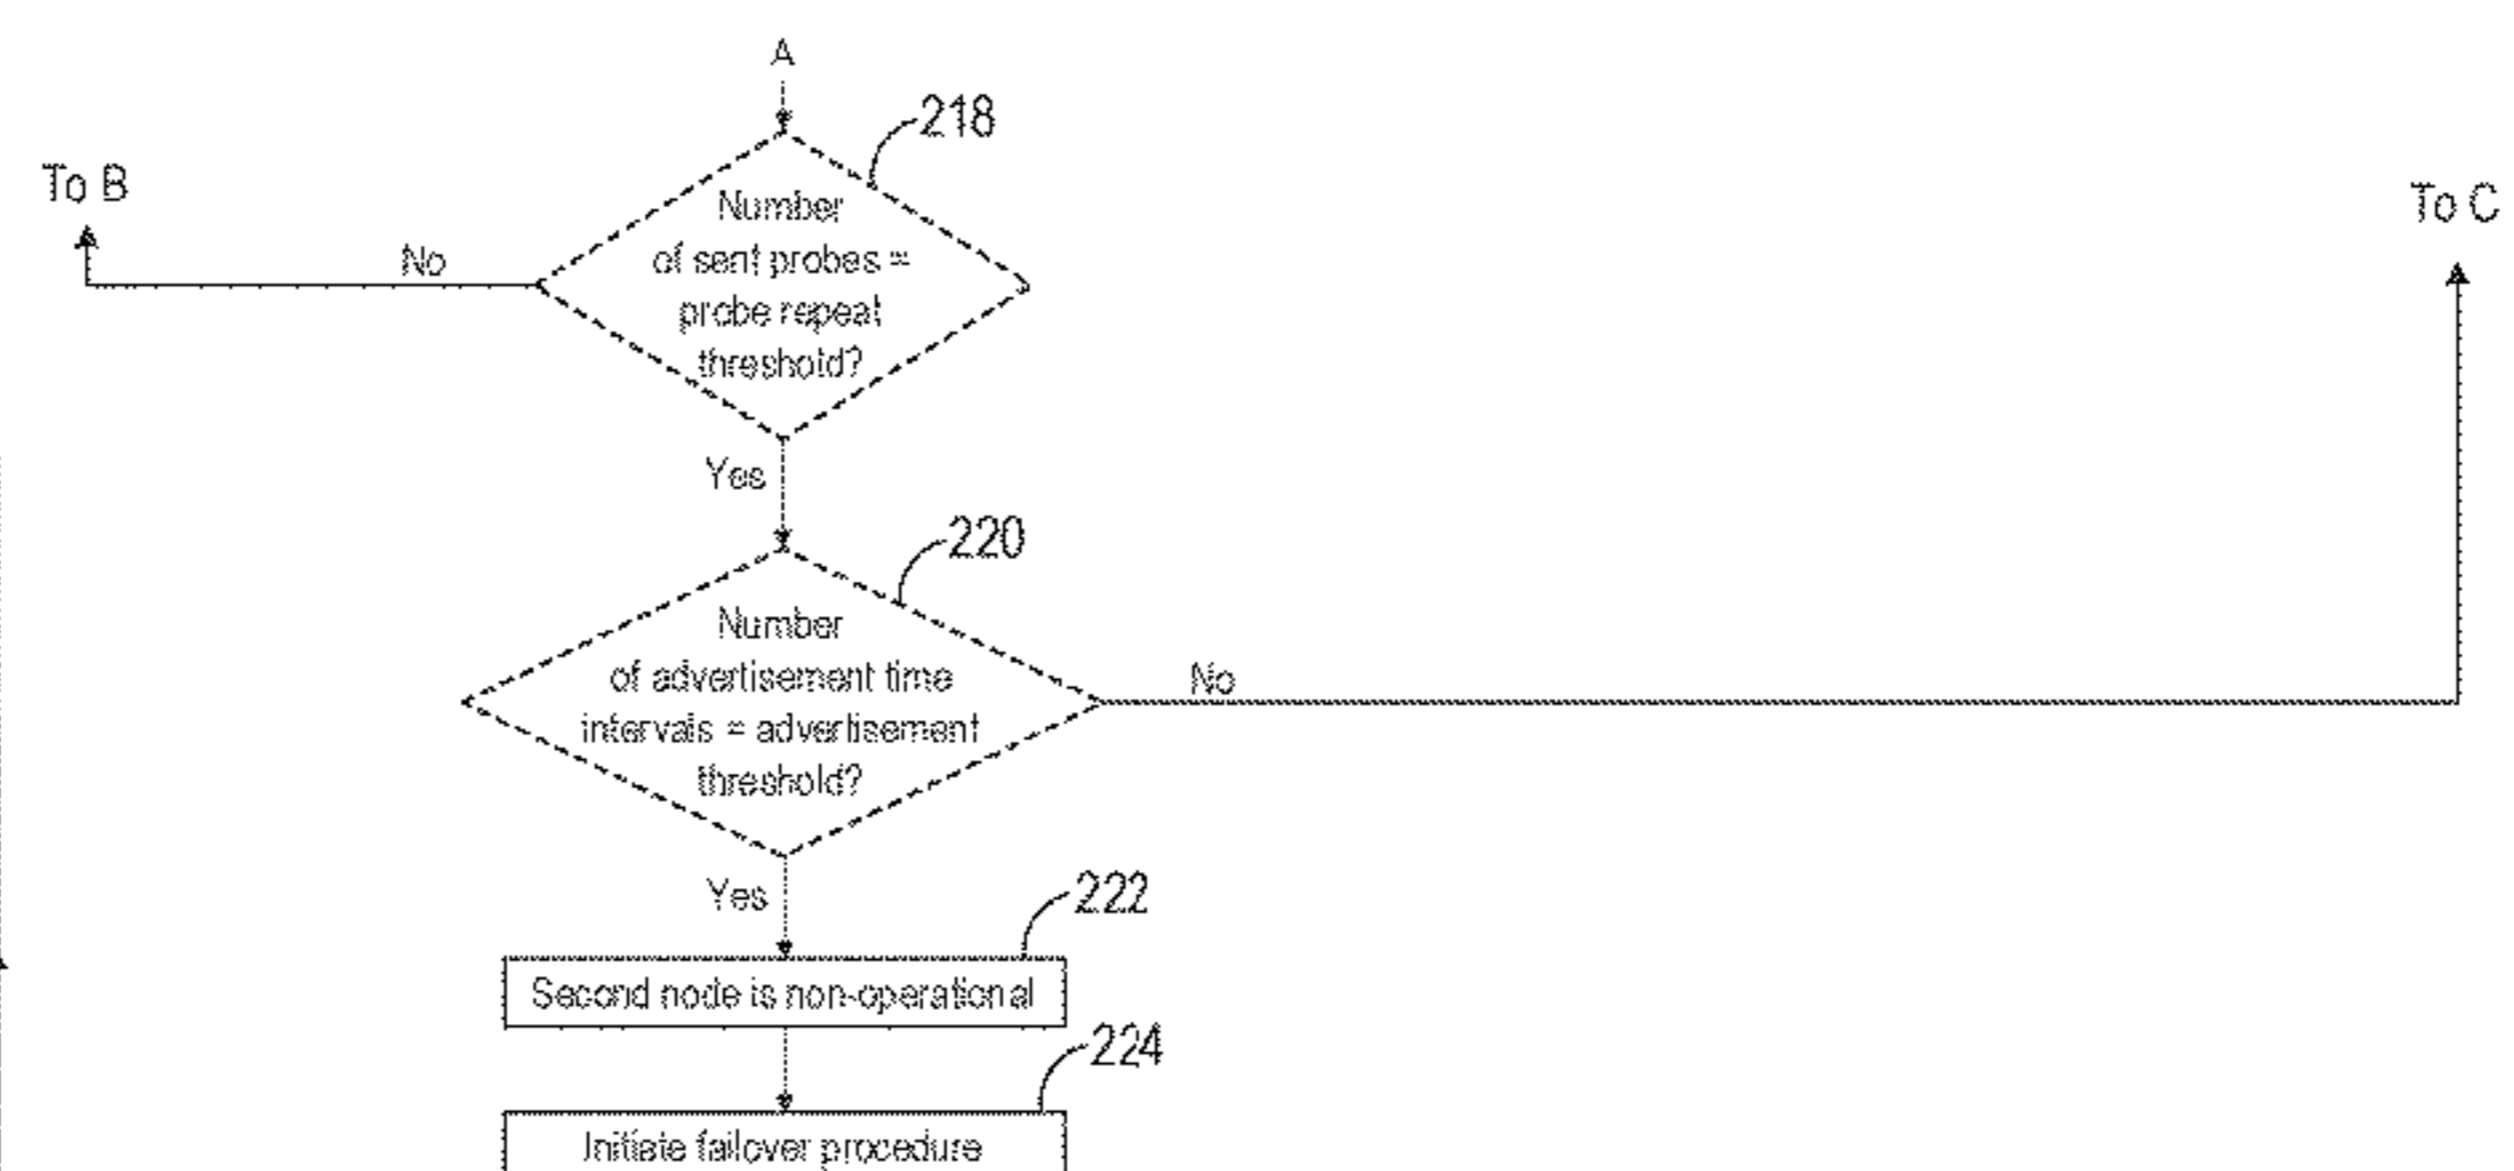 A
218
To B
To C
Number
of sent probes =
probe repeat
threshold?
No
Yes
220
Number
of advertisement time
intervals = advertisement
threshold?
No
Yes
222
Second node is non-operational
224
Initiate failover procedure